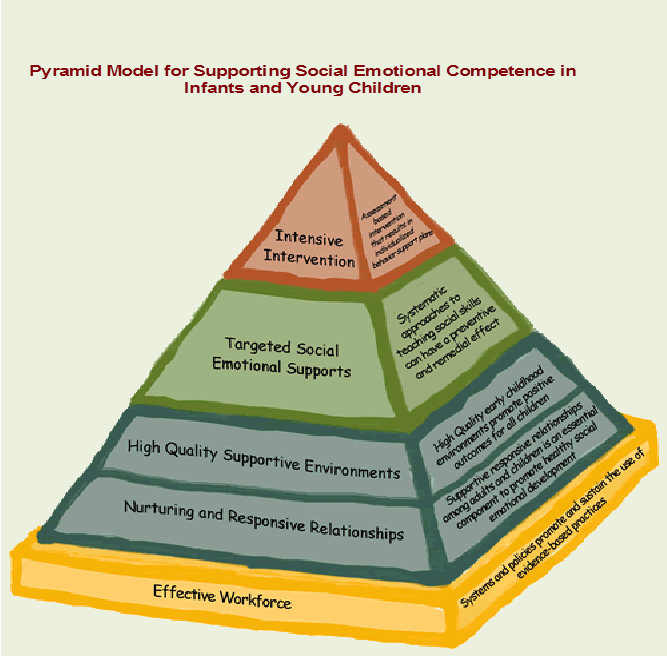 Pyramid Model for Supporting Social Emotional Competence in
Infants and Young Children
Intensive
Intervention
Assessment
based
intervention
that results in
individualized
behavior support plans
Targeted Social
Emotional Supports
Systematic
approaches to
teaching social skills
can have a preventive
and remedial effect
High Quality Supportive Environments
High Quality early childhood
environments promote positive
outcomes for all children
Nurturing and Responsive Relationships
Supportive responsive relationships
among adults and children is an essential
component to promote healthy social
emotional development
Effective Workforce
Systems and policies promote and sustain the use of
evidence-based practices